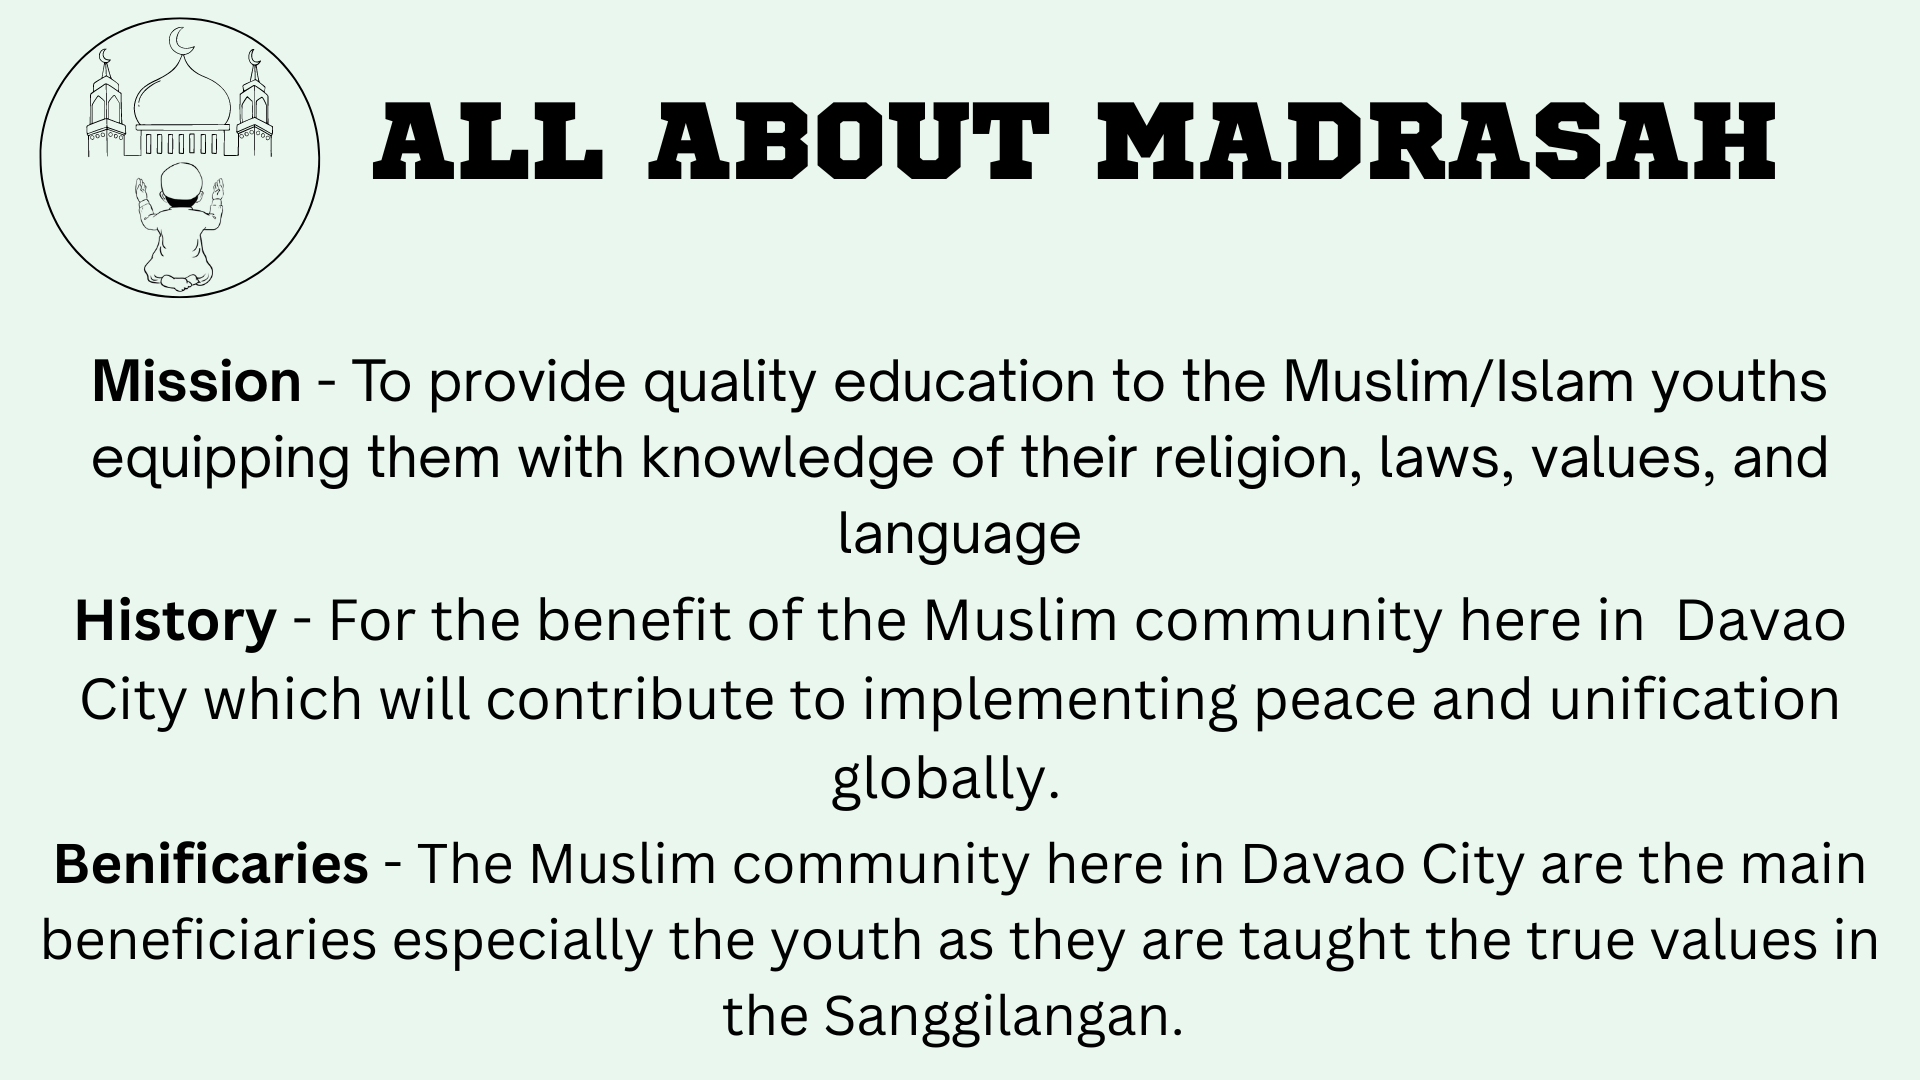 ALL ABOUT MADRASAH
Mission - To provide quality education to the Muslim/Islam youths
equipping them with knowledge of their religion, laws, values, and
language
History - For the benefit of the Muslim community here in  Davao
City which will contribute to implementing peace and unification
globally.
Benificaries - The Muslim community here in Davao City are the main
beneficiaries especially the youth as they are taught the true values in
the Sanggilangan.